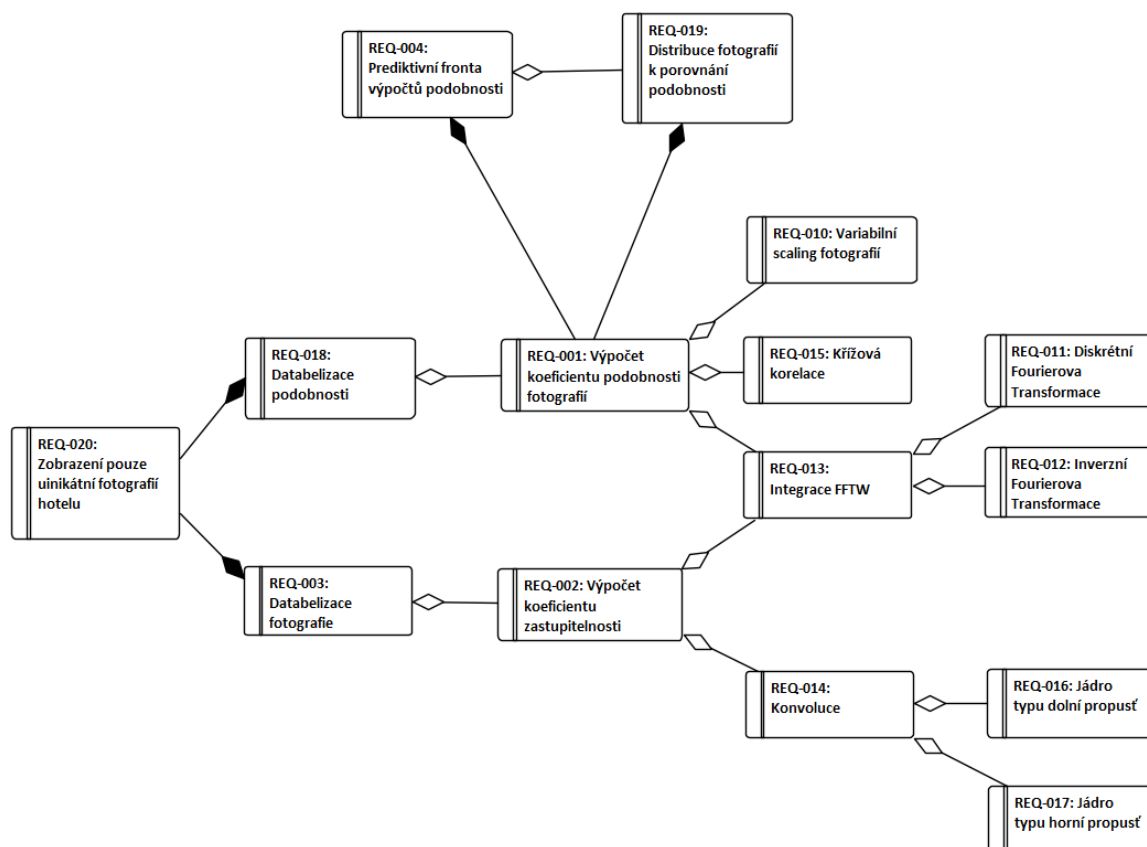 REQ-004:
Prediktivní fronta
výpočtů podobnosti
REQ-019:
Distribuce fotografií
k porovnání
podobnosti
REQ-010: Variabilní
scaling fotografií
REQ-018:
Databelizace
podobnosti
REQ-001: Výpočet
koeficientu podobnosti
fotografií
REQ-015: Křížová
korelace
REQ-011: Diskrétní
Fourierova
Transformace
REQ-020:
Zobrazení pouze
uinikátní fotografií
hotelu
REQ-013:
Integrace FFTW
REQ-012: Inverzní
Fourierova
Transformace
REQ-003:
Databelizace
fotografie
REQ-002: Výpočet
koeficientu
zastupitelnosti
REQ-014:
Konvoluce
REQ-016: Jádro
typu dolní propusť
REQ-017: Jádro
typu horní propusť